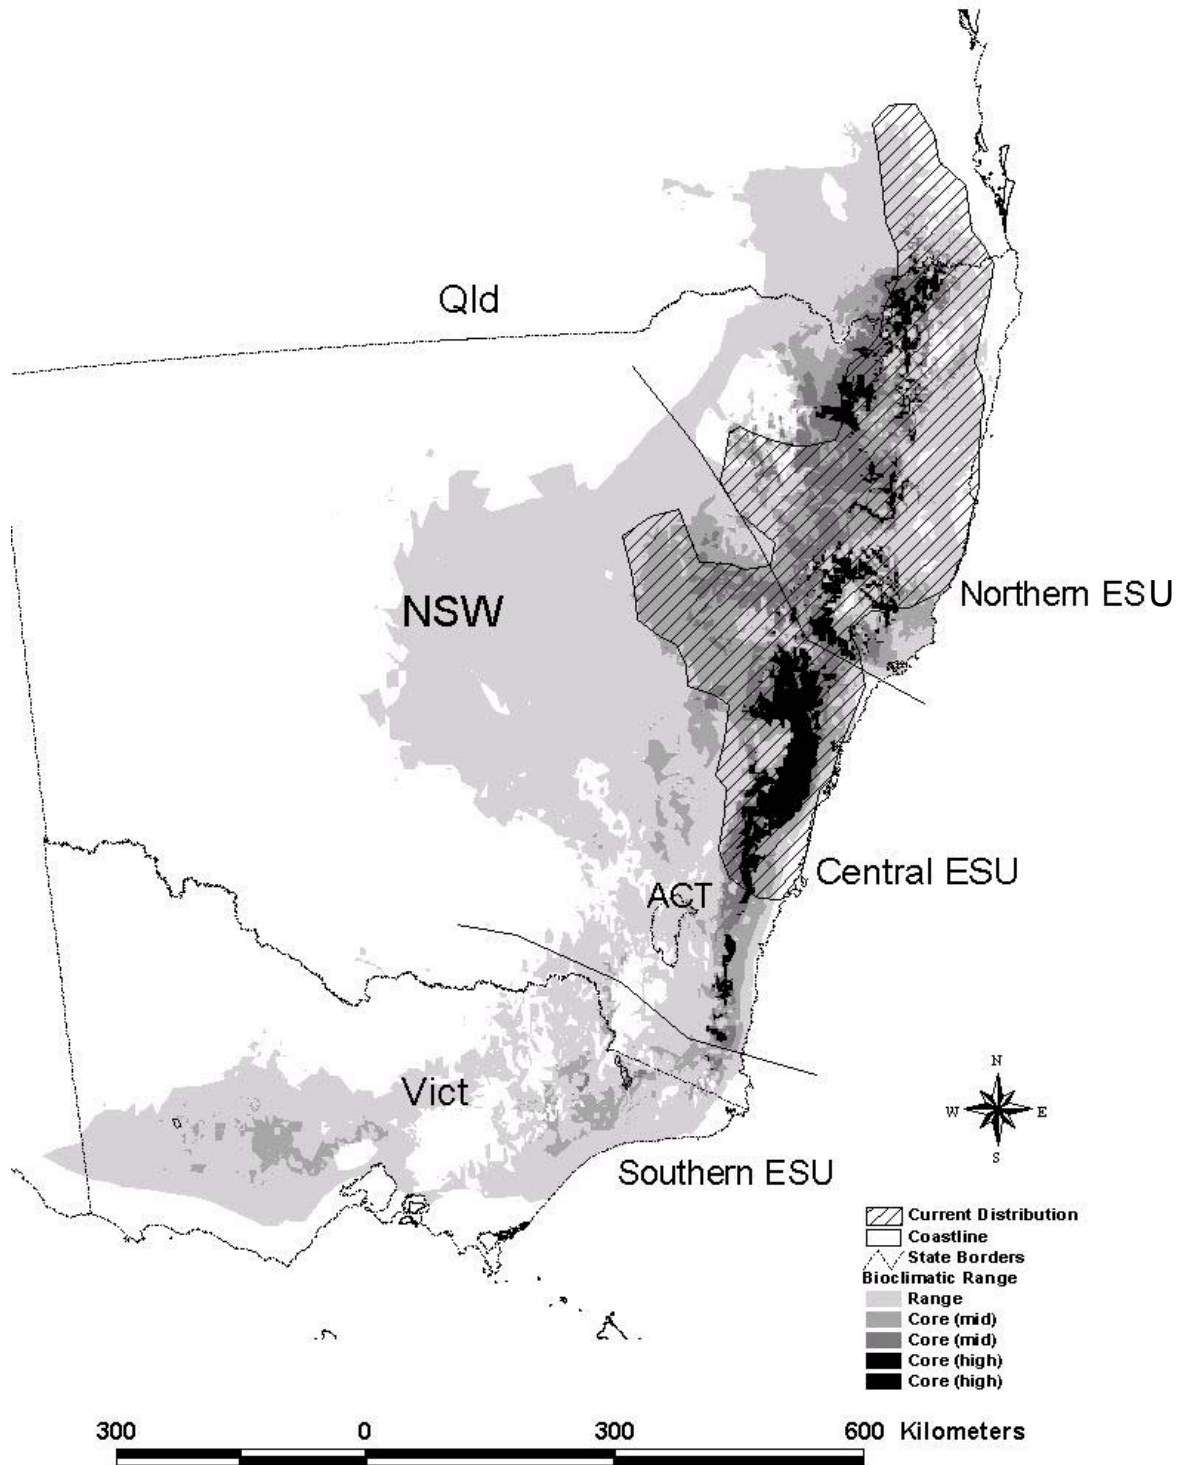 Qld
NSW
Northern ESU
Central ESU
ACT
Vict
Southern ESU
N
W E
S
Current Distribution
Coastline
State Borders
Bioclimatic Range
Range
Core (mid)
Core (mid)
Core (high)
Core (high)
300 0 300 600 Kilometers